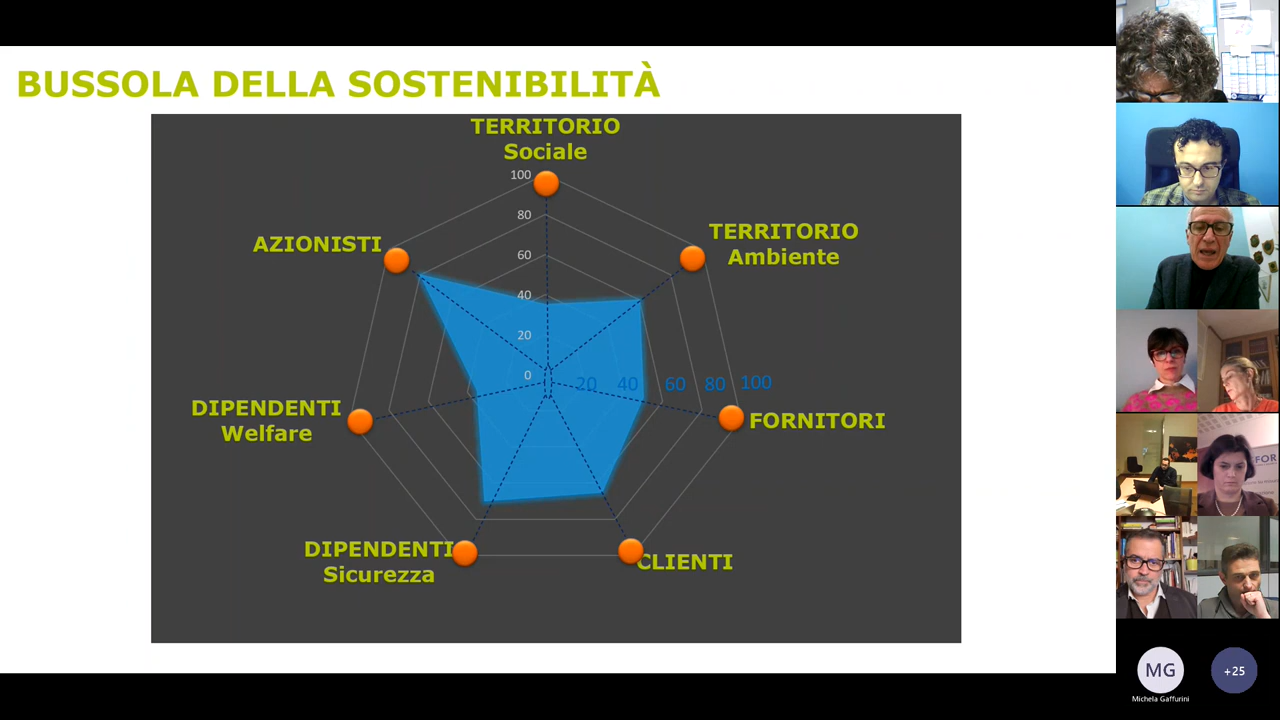 BUSSOLA DELLA SOSTENIBILITÀ
TERRITORIO
Sociale
100
80
60
40
20
0
TERRITORIO
Ambiente
AZIONISTI
20 40 60 80 100
DIPENDENTI
Welfare
FORNITORI
DIPENDENTI
Sicurezza
CLIENTI
FOR
MG
Michela Gaffurini
+25